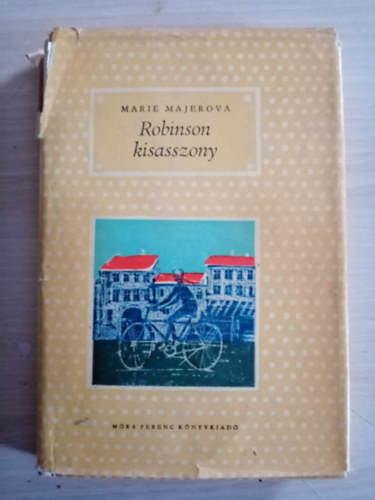 MARIE MAJEROVA
Robinson
kisasszony
MÓRA FERENC KÖNYVKIADÓ